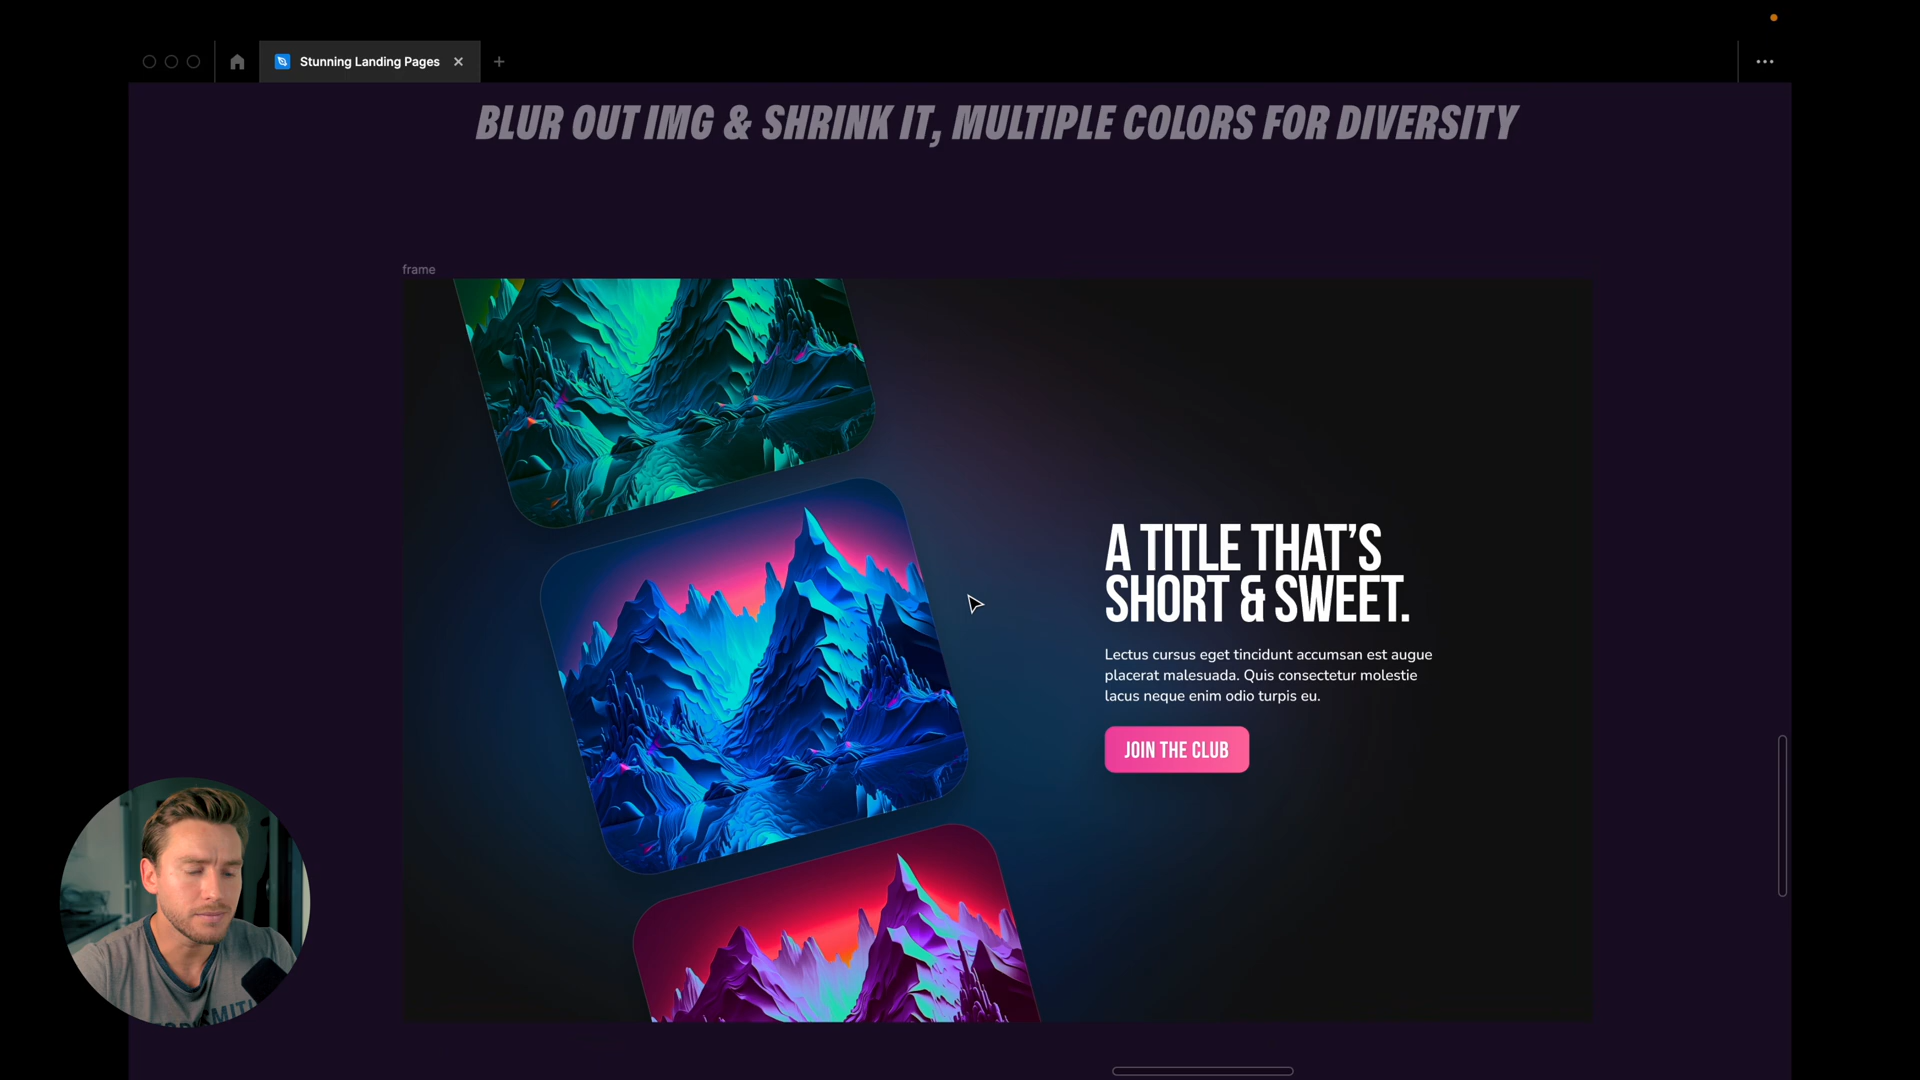 Stunning Landing Pages
BLUR OUT IMG & SHRINK IT, MULTIPLE COLORS FOR DIVERSITY
frame
A TITLE THAT’S
SHORT & SWEET.
Lectus cursus eget tincidunt accumsan est augue
placerat malesuada. Quis consectetur molestie
lacus neque enim odio turpis eu.
JOIN THE CLUB